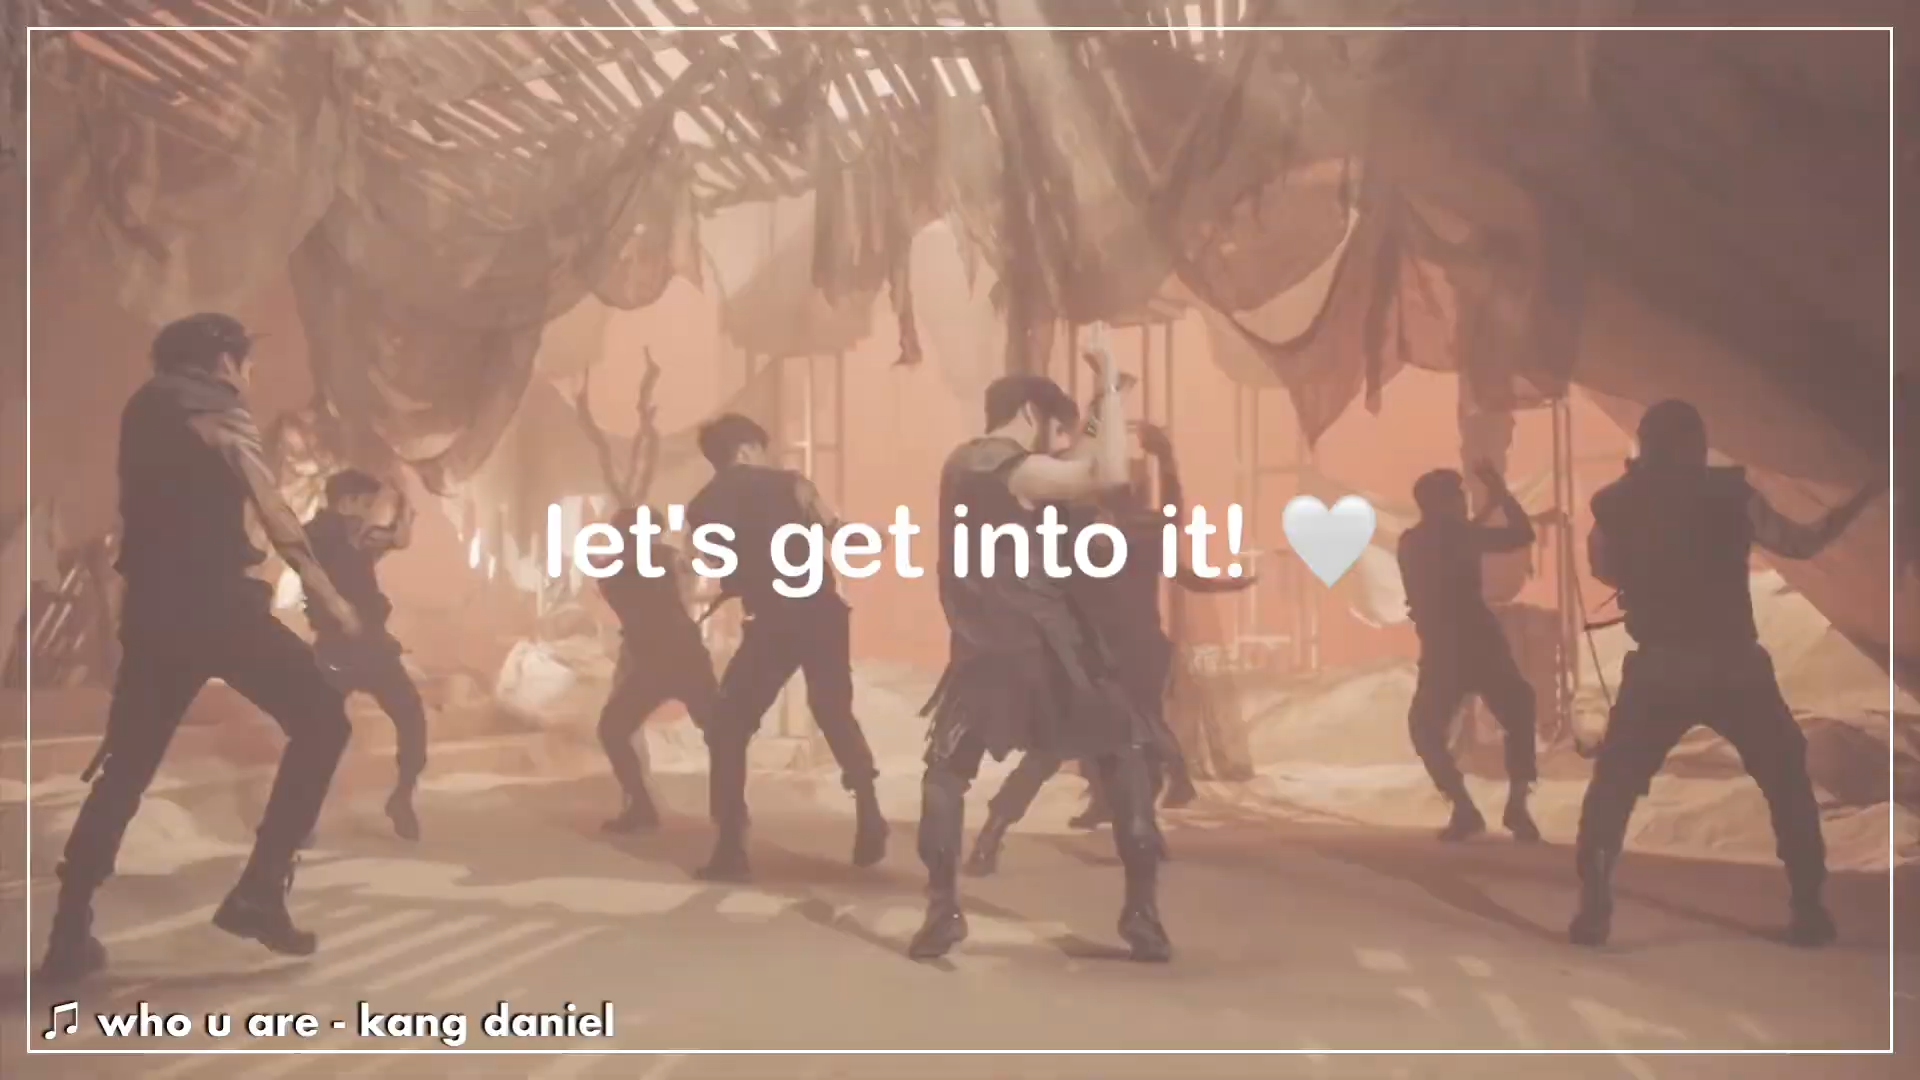 let's get into it! 🤍
♫ who u are - kang daniel